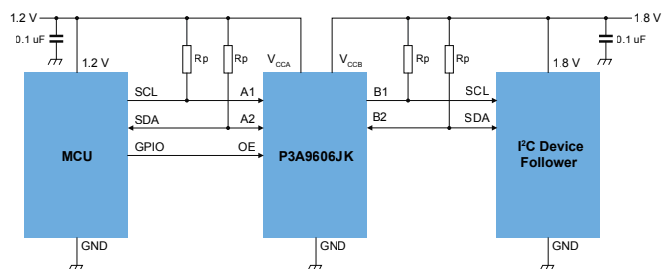 1.2 V
1.8 V
0.1 uF
0.1 uF
Rp
Rp
Rp
Rp
1.2 V
VCCA
VCCB
1.8 V
SCL
A1
B1
SCL
SDA
A2
B2
SDA
GPIO
OE
MCU
P3A9606JK
I²C Device
Follower
GND
GND
GND